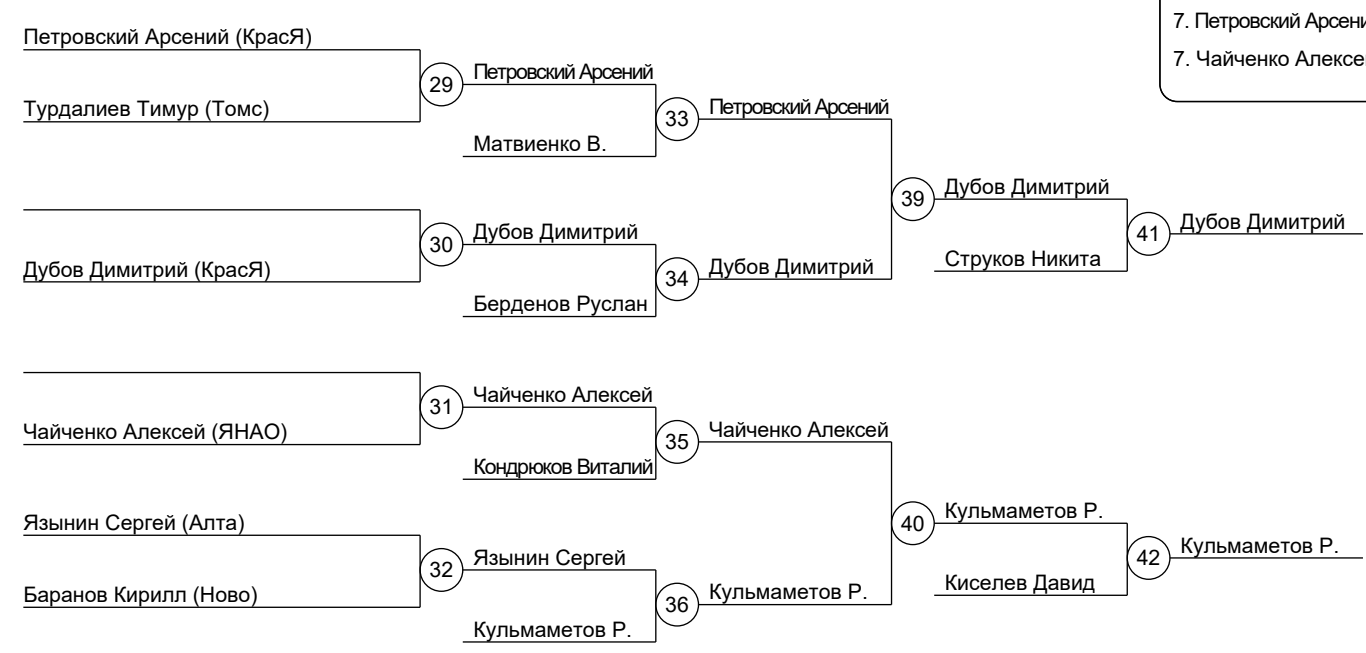 7. Петровский Арсени
7. Чайченко Алексе
Петровский Арсений (КрасЯ)
29
Петровский Арсений
Турдалиев Тимур (Томс)
33
Петровский Арсений
Матвиенко В.
39
Дубов Димитрий
30
Дубов Димитрий
Дубов Димитрий (КрасЯ)
34
Дубов Димитрий
Берденов Руслан
Струков Никита
41
Дубов Димитрий
31
Чайченко Алексей
Чайченко Алексей (ЯНАО)
35
Чайченко Алексей
Кондрюков Виталий
40
Кульмаметов Р.
Язынин Сергей (Алта)
32
Язынин Сергей
Баранов Кирилл (Ново)
36
Кульмаметов Р.
Кульмаметов Р.
Киселев Давид
42
Кульмаметов Р.